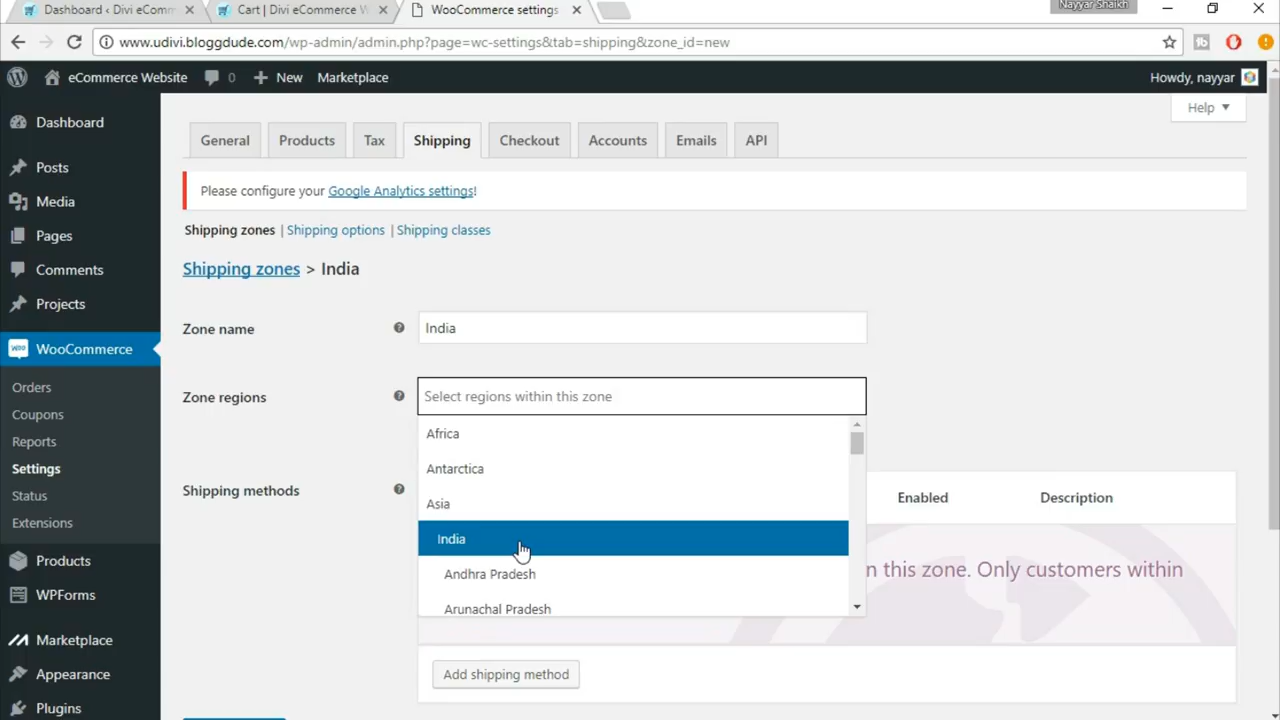 Dashboard ‹ Divi eComm
Cart | Divi eCommerce W
WooCommerce settings
Nayyar Shaikh
www.udivi.bloggdude.com/wp-admin/admin.php?page=wc-settings&tab=shipping&zone_id=new
eCommerce Website
0
New
Marketplace
Howdy, nayyar
Help
Dashboard
Posts
Media
Pages
Comments
Projects
WooCommerce
Orders
Coupons
Reports
Settings
Status
Extensions
Products
WPForms
Marketplace
Appearance
Plugins
General
Products
Tax
Shipping
Checkout
Accounts
Emails
API
Please configure your Google Analytics settings!
Shipping zones | Shipping options | Shipping classes
Shipping zones > India
Zone name
India
Zone regions
Select regions within this zone
Africa
Antarctica
Asia
India
Andhra Pradesh
Arunachal Pradesh
Shipping methods
Enabled
Description
n this zone. Only customers within
Add shipping method